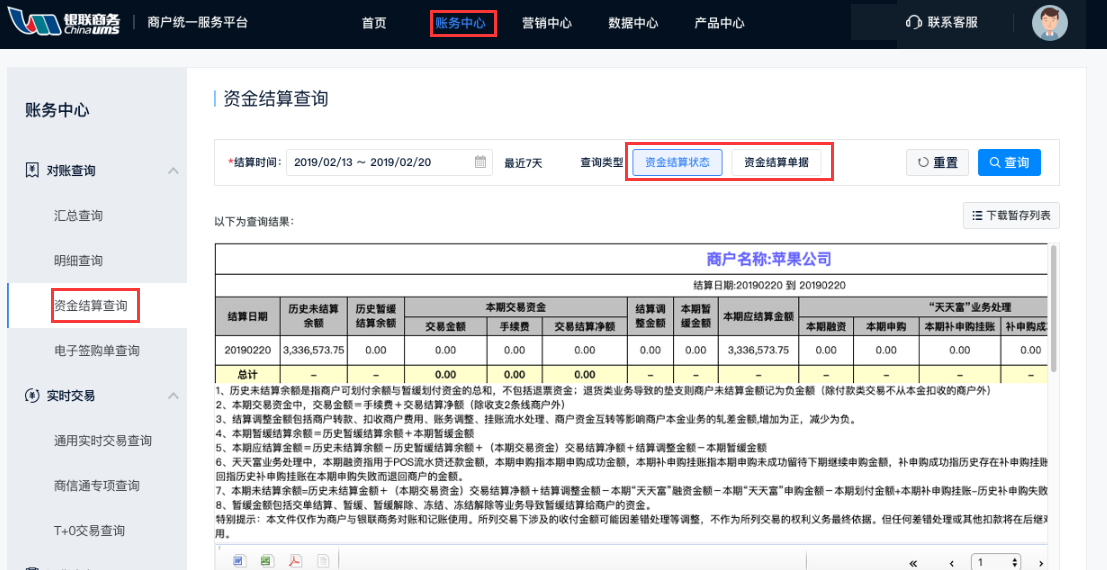 银联商务
China ums
商户统一服务平台
首页
账务中心
营销中心
数据中心
产品中心
联系客服
账务中心
对账查询
汇总查询
明细查询
资金结算查询
电子签购单查询
实时交易
通用实时交易查询
商信通专项查询
T+0交易查询
资金结算查询
*结算时间: 2019/02/13 ~ 2019/02/20 最近7天 查询类型 资金结算状态 资金结算单据 重置 查询
以下为查询结果:
下载暂存列表
商户名称:苹果公司
结算日期:20190220 到 20190220
结算日期 历史未结算余额 历史暂缓结算余额 本期交易资金 结算调整金额 本期暂缓金额 本期应结算金额 “天天富”业务处理
交易金额 手续费 交易结算净额 本期融资 本期申购 本期补申购挂账 补申购成
20190220 3,336,573.75 0.00 0.00 0.00 0.00 0.00 0.00 3,336,573.75 0.00 0.00 0.00 0.00
总计 – – 0.00 0.00 0.00 – – – – – – –
1、历史未结算余额是指商户可划付余额与暂缓划付资金的总和，不包括退票资金；退货类业务导致的垫支则商户未结算金额记为负金额（除付款类交易不从本金扣收的商户外）
2、本期交易资金中，交易金额＝手续费＋交易结算净额（除收支2条线商户外）
3、结算调整金额包括商户转款、扣收商户费用、账务调整、挂账流水处理、商户资金互转等影响商户本金业务的轧差金额,增加为正，减少为负。
4、本期暂缓结算余额＝历史暂缓结算余额＋本期暂缓金额
5、本期应结算金额＝历史未结算余额－历史暂缓结算余额＋（本期交易资金）交易结算净额＋结算调整金额－本期暂缓金额
6、天天富业务处理中，本期融资指用于POS流水贷还款金额，本期申购指本期申购成功金额，本期补申购挂账指本期申购未成功留待下期继续申购金额，补申购成功指历史存在补申购挂账
回指历史补申购挂账在本期申购失败而退回商户的金额。
7、本期未结算余额=历史未结算金额＋（本期交易资金）交易结算净额＋结算调整金额－本期“天天富”融资金额－本期“天天富”申购金额－本期划付金额+本期补申购挂账-历史补申购失败
8、暂缓金额包括交单结算、暂缓、暂缓解除、冻结、冻结解除等业务导致暂缓结算给商户的资金。
特别提示：本文件仅作为商户与银联商务对账和记账使用。所列交易下涉及的收付金额可能因差错处理等调整，不作为所列交易的权利义务最终依据。但任何差错处理或其他扣款将在后继
用。
1